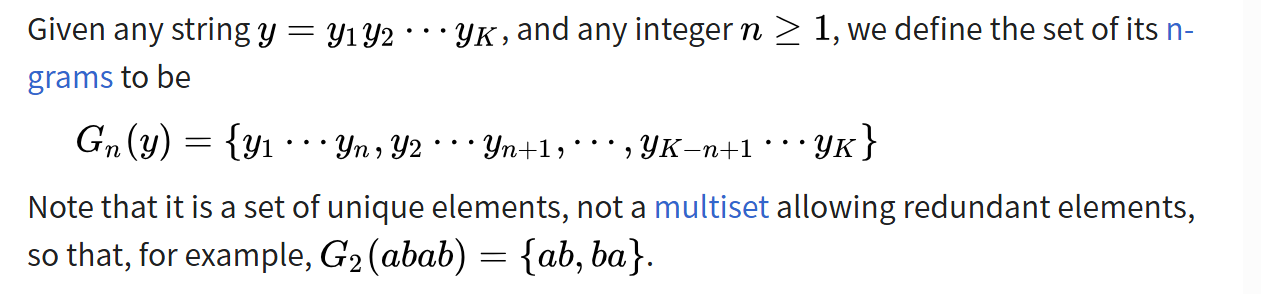 Given any string y = y₁y₂ ⋯ y_K, and any integer n ≥ 1, we define the set of its n-
grams to be
G_n(y) = {y₁ ⋯ y_n, y₂ ⋯ y_{n+1}, ⋯ , y_{K−n+1} ⋯ y_K}
Note that it is a set of unique elements, not a multiset allowing redundant elements,
so that, for example, G₂(abab) = {ab, ba}.